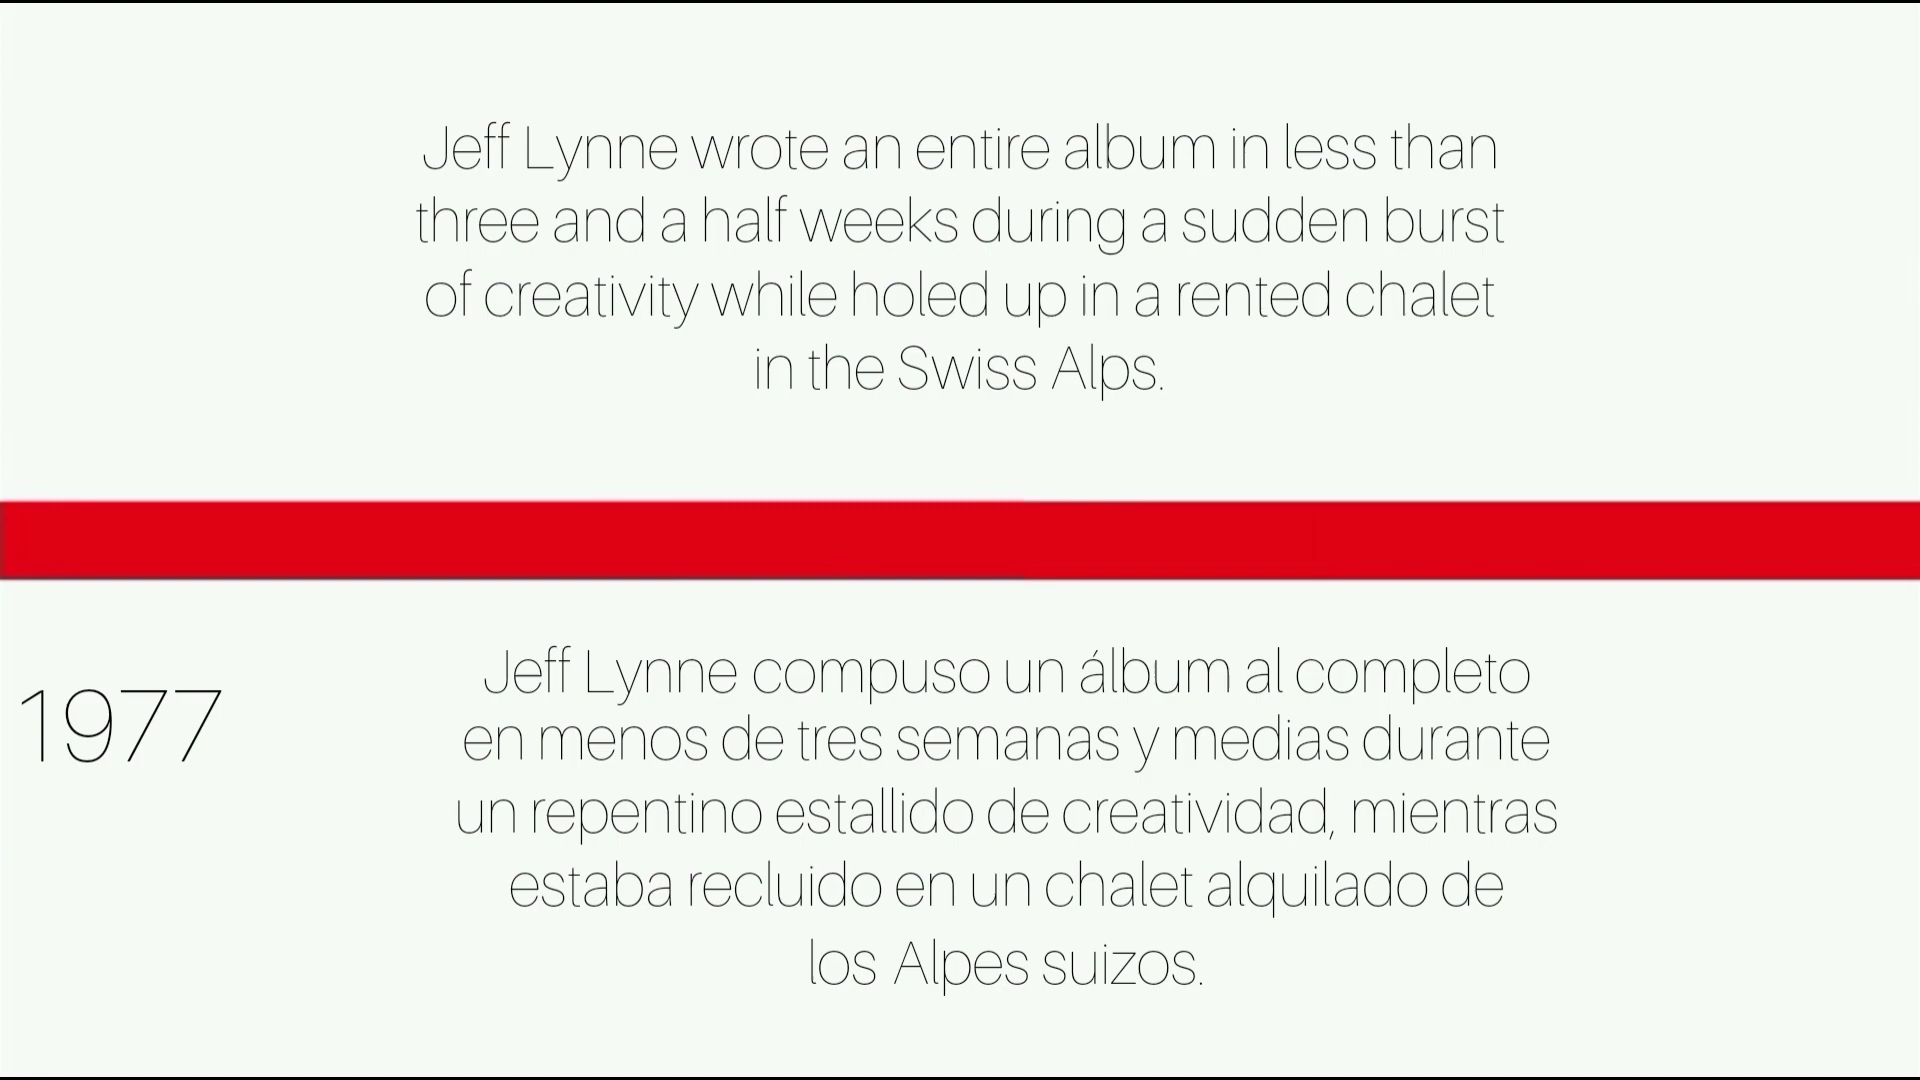 Jeff Lynne wrote an entire album in less than
three and a half weeks during a sudden burst
of creativity while holed up in a rented chalet
in the Swiss Alps.
1977
Jeff Lynne compuso un álbum al completo
en menos de tres semanas y medias durante
un repentino estallido de creatividad, mientras
estaba recluido en un chalet alquilado de
los Alpes suizos.